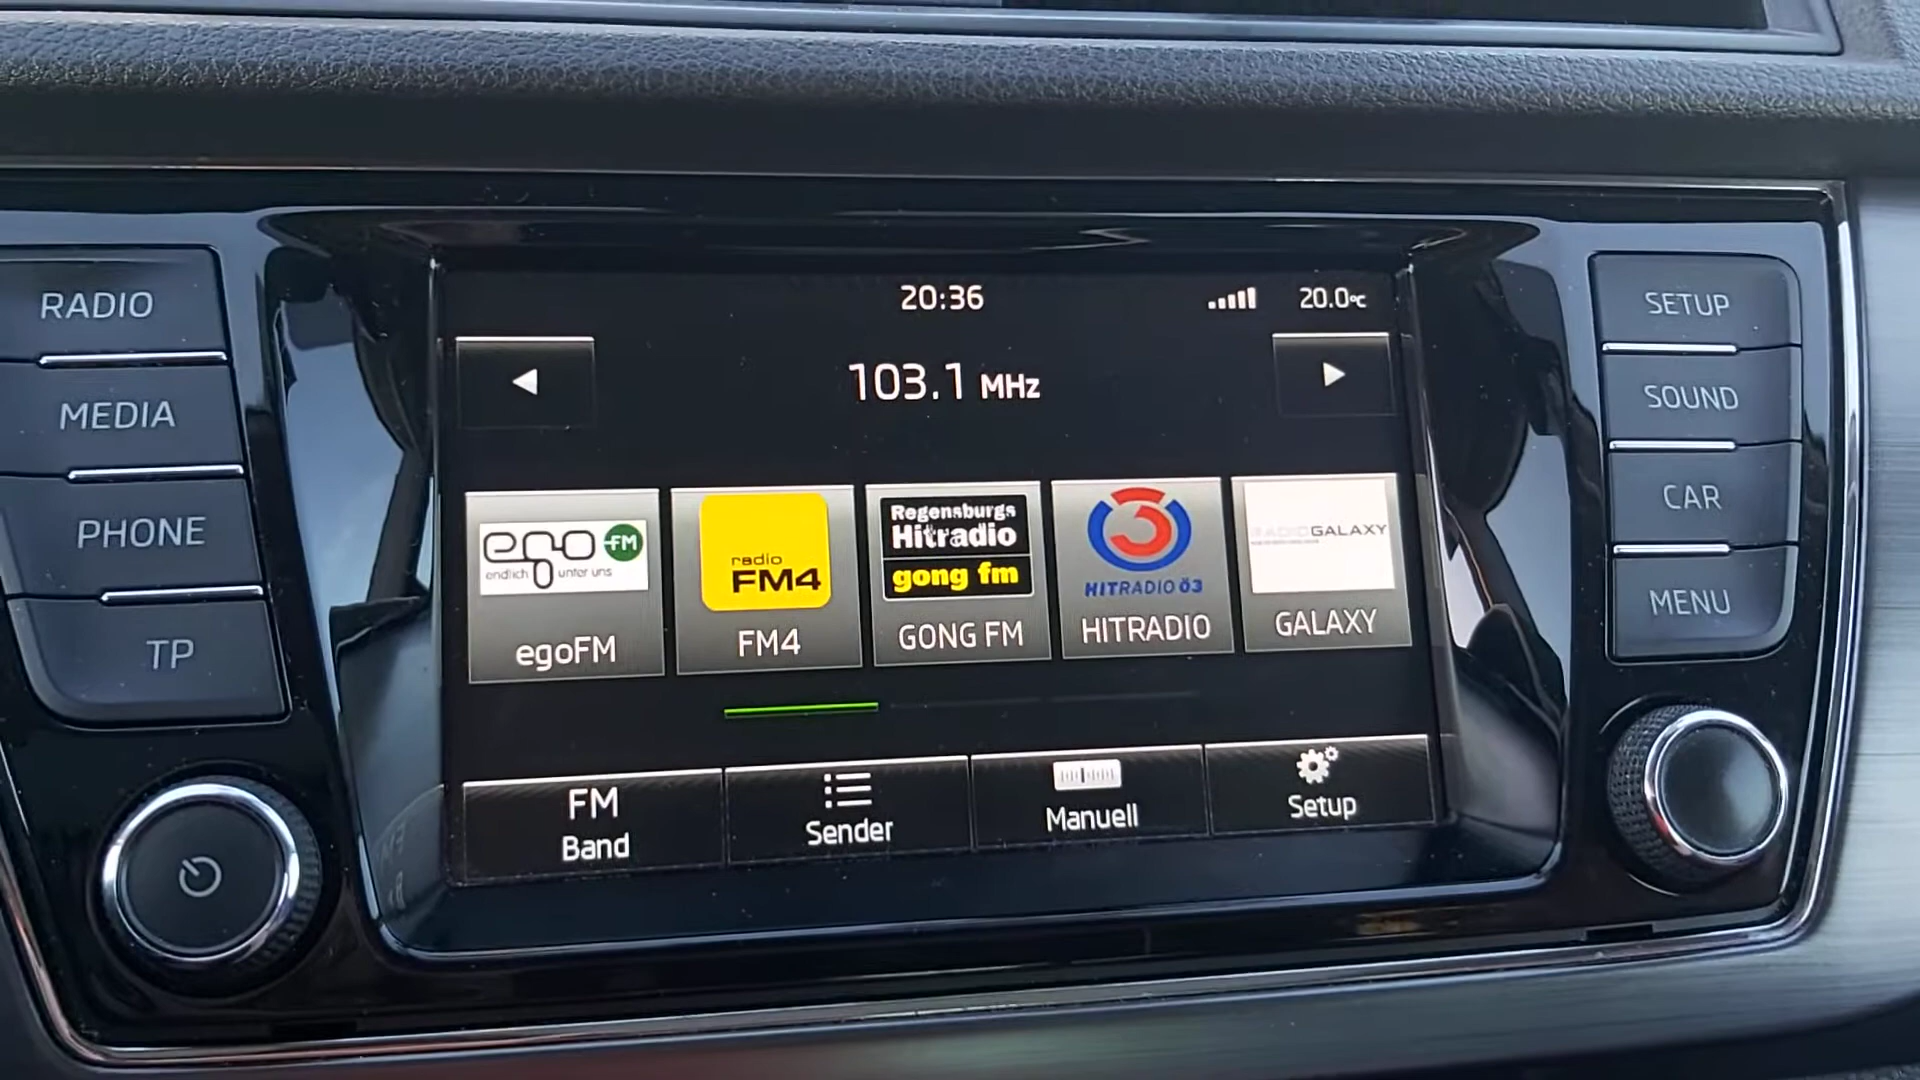 20:36
20.0°C
103.1 MHz
RADIO
MEDIA
PHONE
TP
SETUP
SOUND
CAR
MENU
ego FM
endlich unter uns
egoFM
radio
FM4
FM4
Regensburgs
Hitradio
gong fm
GONG FM
3
HITRADIO ö3
HITRADIO
RADIOGALAXY
GALAXY
FM
Band
Sender
Manuell
Setup